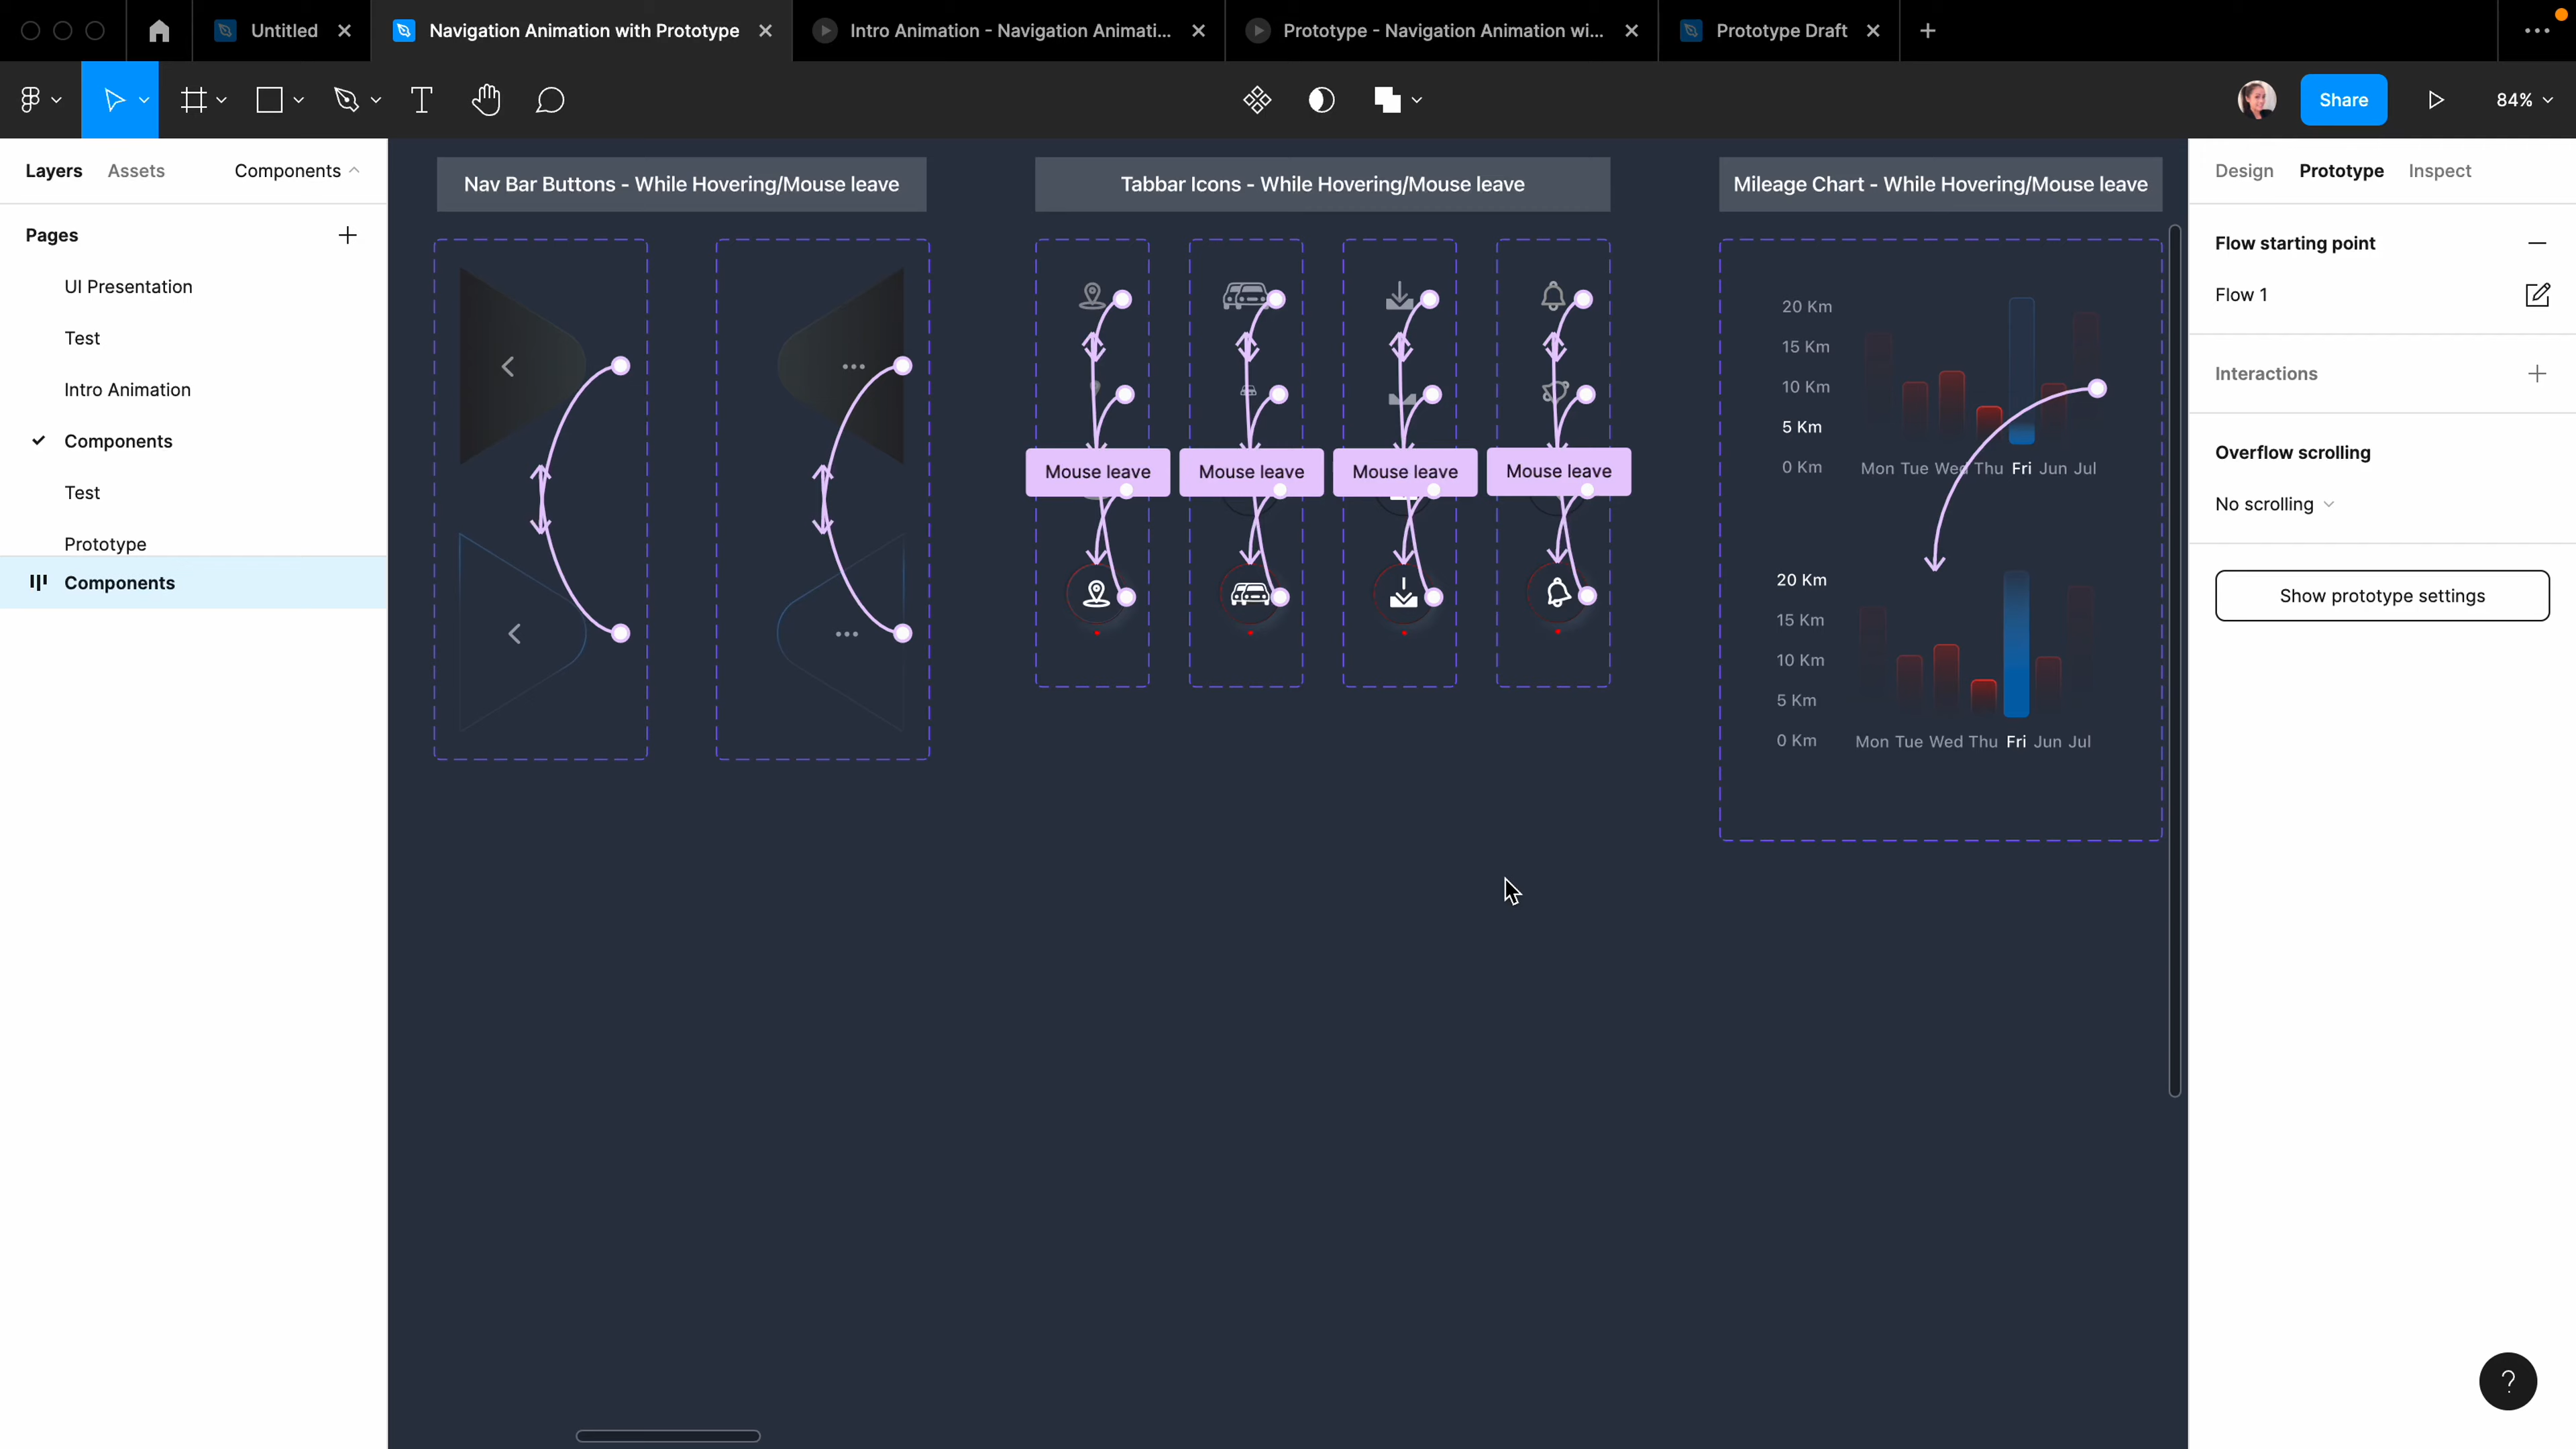 Untitled
Navigation Animation with Prototype
Intro Animation - Navigation Animati...
Prototype - Navigation Animation wi...
Prototype Draft
Share
84%
Layers
Assets
Components
Pages
UI Presentation
Test
Intro Animation
Components
Test
Prototype
Components
Nav Bar Buttons - While Hovering/Mouse leave
Tabbar Icons - While Hovering/Mouse leave
Mouse leave
Mouse leave
Mouse leave
Mouse leave
Mileage Chart - While Hovering/Mouse leave
20 Km
15 Km
10 Km
5 Km
0 Km
Mon Tue Wed Thu Fri Jun Jul
20 Km
15 Km
10 Km
5 Km
0 Km
Mon Tue Wed Thu Fri Jun Jul
Design
Prototype
Inspect
Flow starting point
Flow 1
Interactions
Overflow scrolling
No scrolling
Show prototype settings
?